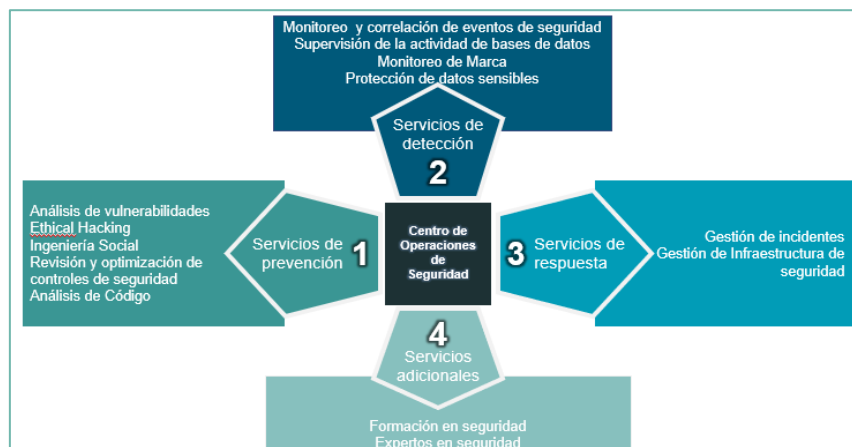 Monitoreo y correlación de eventos de seguridad
Supervisión de la actividad de bases de datos
Monitoreo de Marca
Protección de datos sensibles
Servicios de
detección
2
Análisis de vulnerabilidades
Ethical Hacking
Ingeniería Social
Revisión y optimización de
controles de seguridad
Análisis de Código
Servicios de
prevención
1
Centro de
Operaciones
de
Seguridad
3
Servicios de
respuesta
Gestión de incidentes
Gestión de Infraestructura de
seguridad
4
Servicios
adicionales
Formación en seguridad
Expertos en seguridad